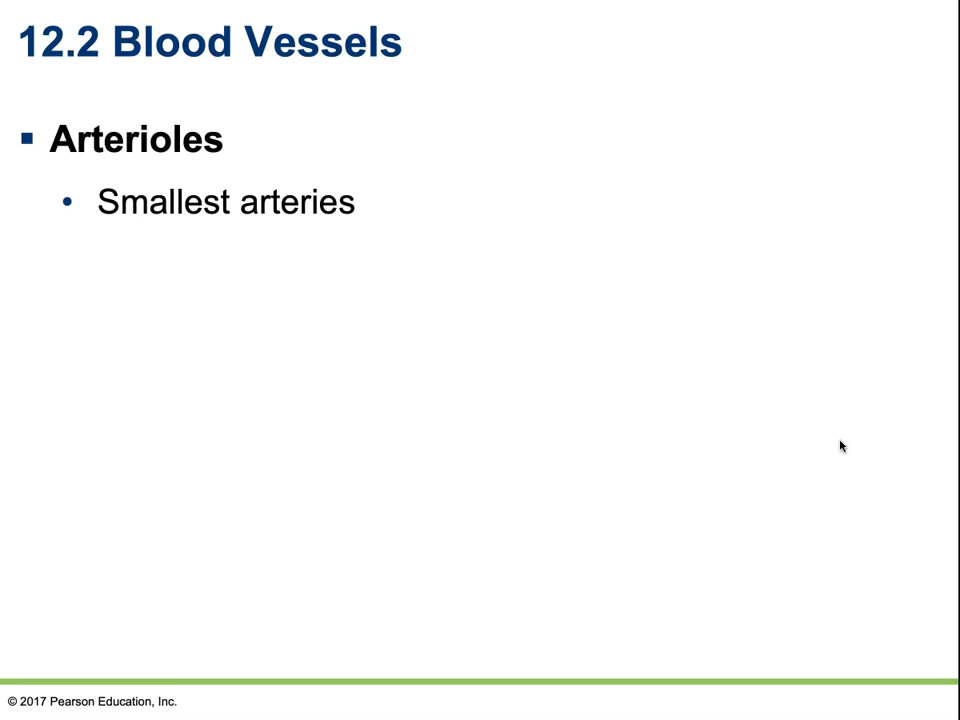 12.2 Blood Vessels
▪ Arterioles
• Smallest arteries
© 2017 Pearson Education, Inc.